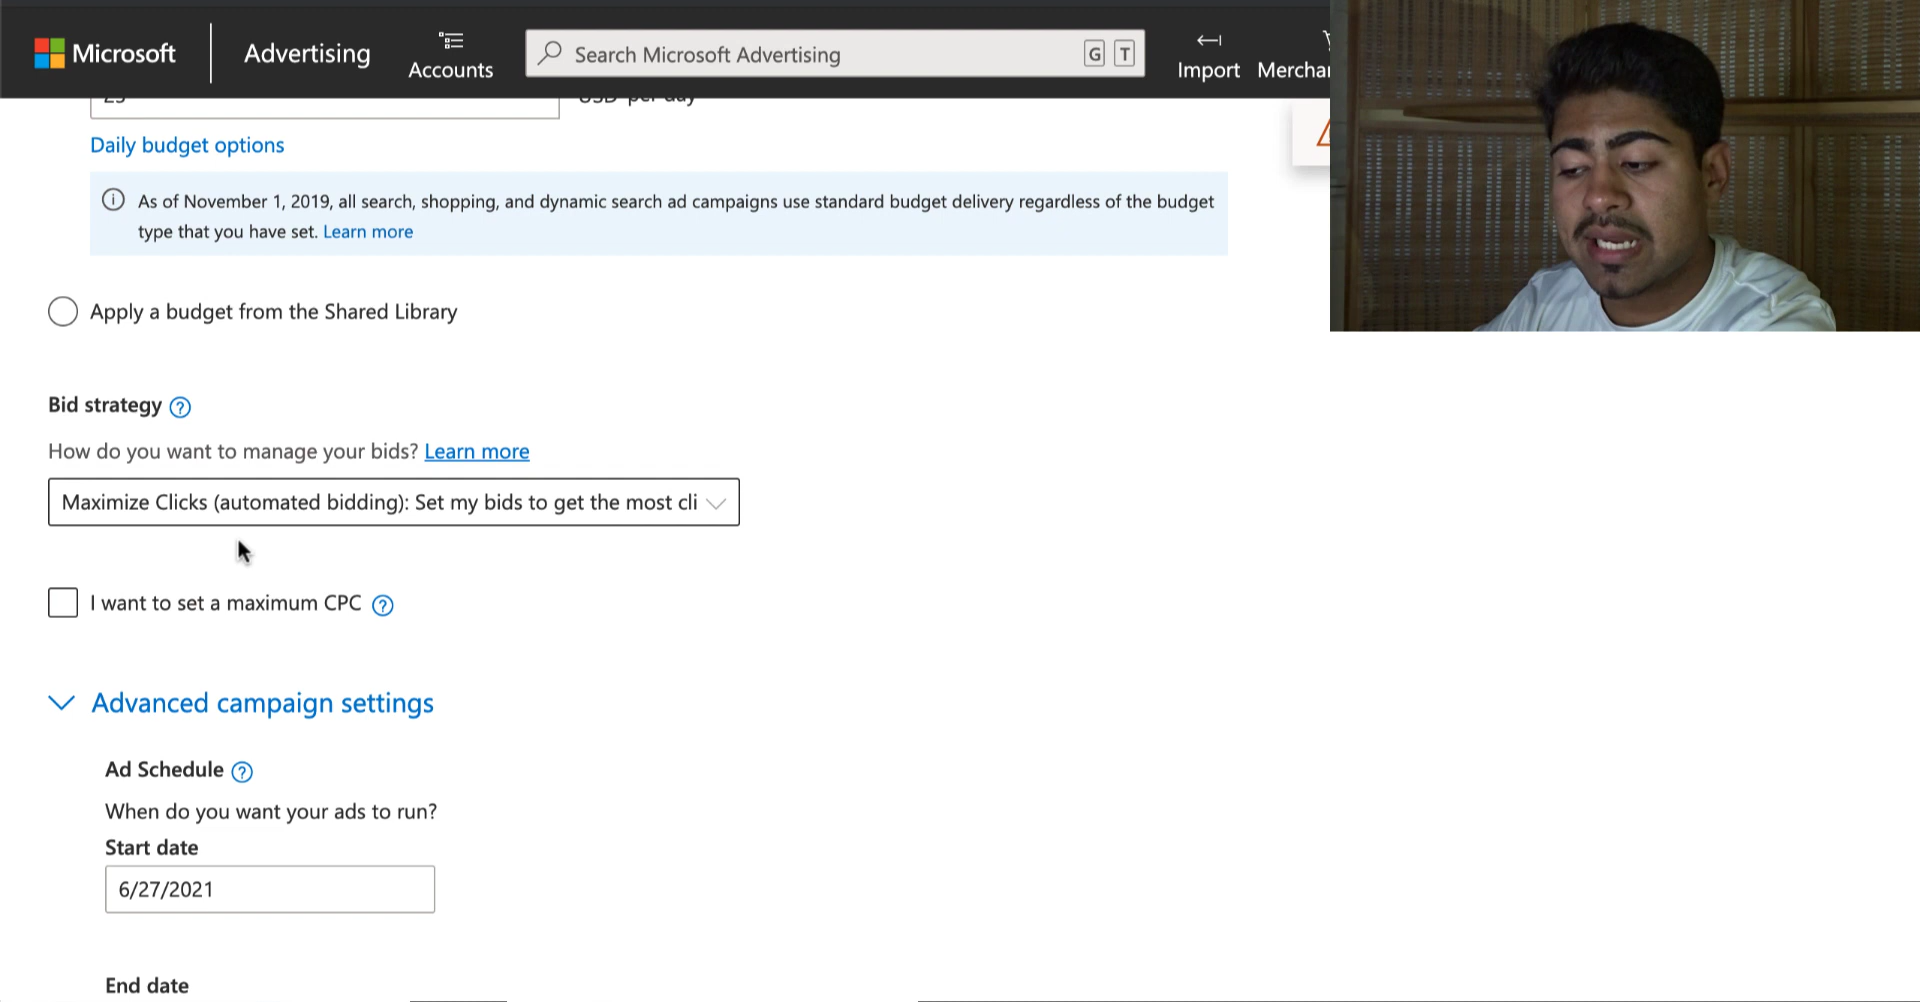 Microsoft
Advertising
Accounts
Search Microsoft Advertising
G T
Import
USD per day
Daily budget options
As of November 1, 2019, all search, shopping, and dynamic search ad campaigns use standard budget delivery regardless of the budget
type that you have set. Learn more
Apply a budget from the Shared Library
Bid strategy ?
How do you want to manage your bids? Learn more
Maximize Clicks (automated bidding): Set my bids to get the most cli
I want to set a maximum CPC ?
Advanced campaign settings
Ad Schedule ?
When do you want your ads to run?
Start date
6/27/2021
End date